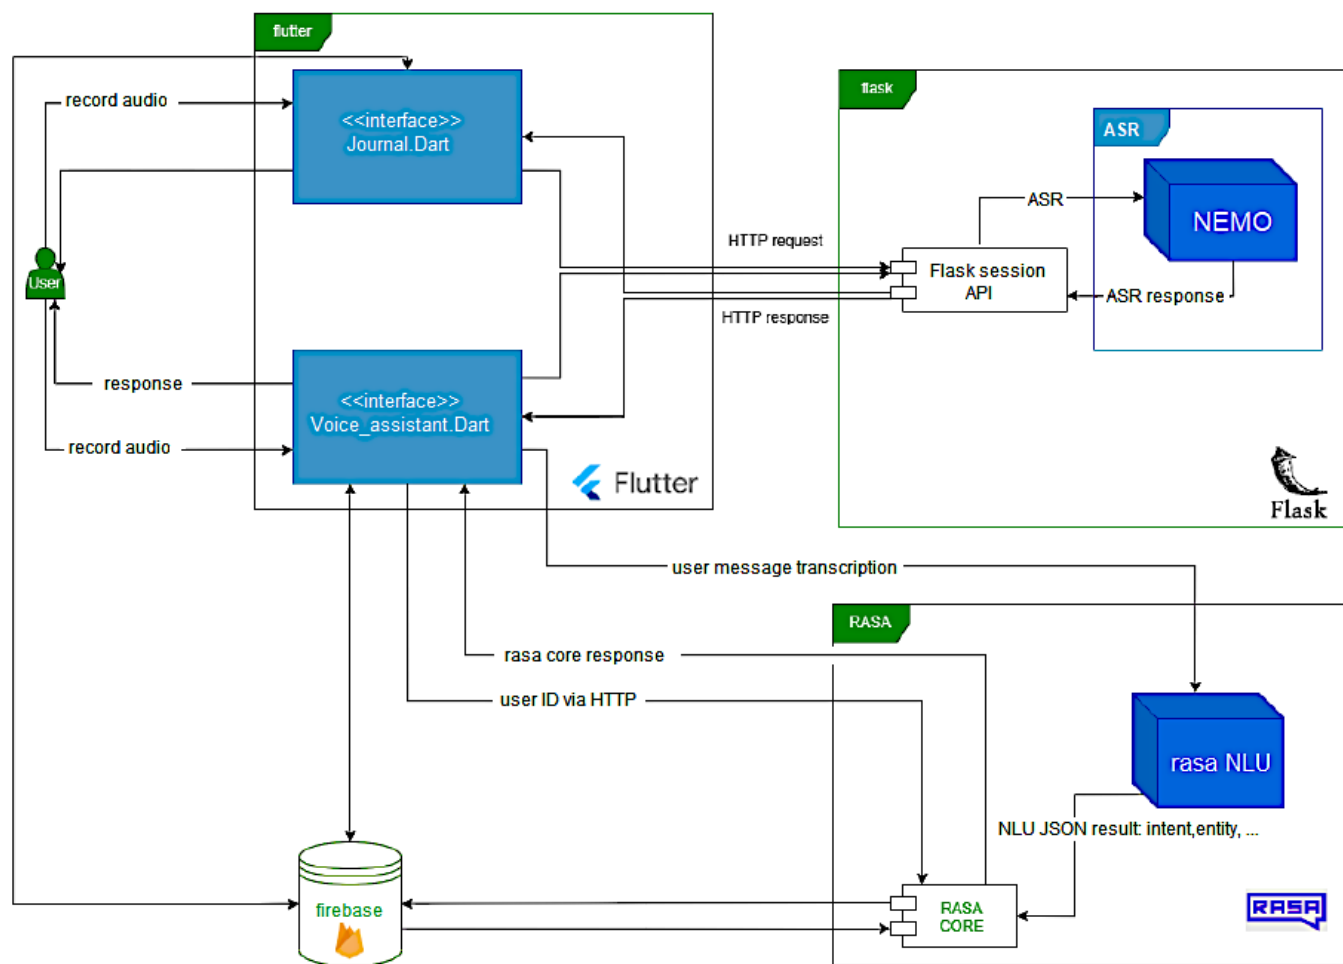 flutter
record audio
<<interface>>
Journal.Dart
flask
ASR
NEMO
ASR
HTTP request
Flask session
API
ASR response
HTTP response
User
response
<<interface>>
Voice_assistant.Dart
record audio
Flutter
Flask
user message transcription
RASA
rasa core response
user ID via HTTP
rasa NLU
NLU JSON result: intent,entity, ...
firebase
RASA
CORE
RASA